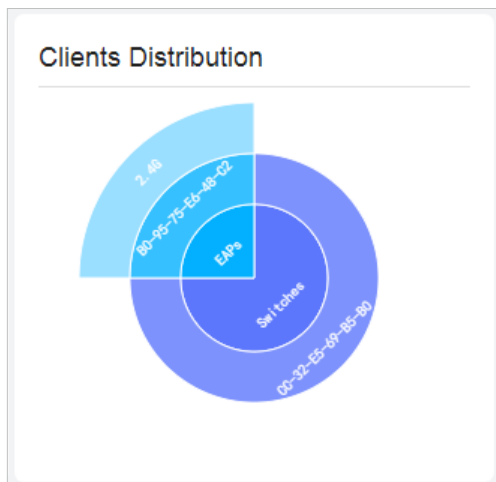 Clients Distribution
2.4G
B0-95-75-E6-48-C2
EAPs
Switches
00-32-E5-69-B5-B0